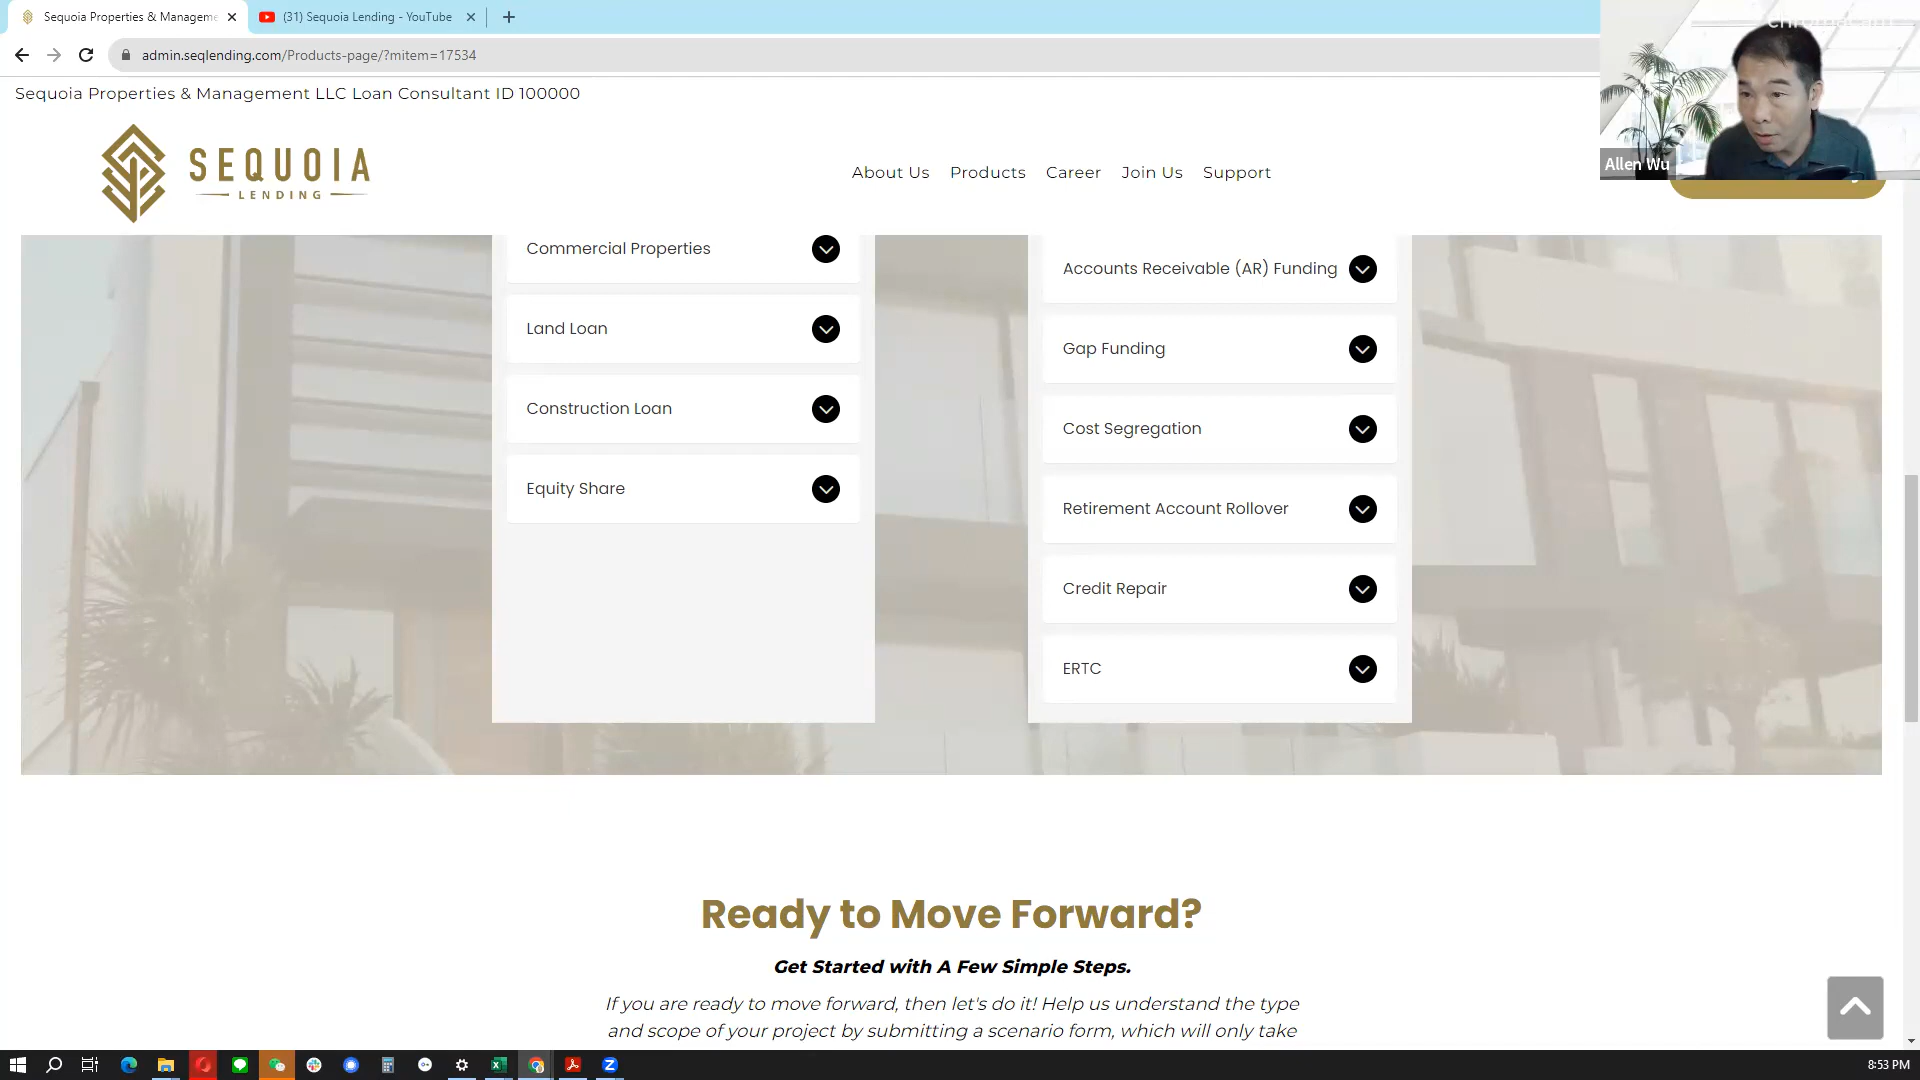 Sequoia Properties & Manageme
(31) Sequoia Lending - YouTube
admin.seqlending.com/Products-page/?mitem=17534
Sequoia Properties & Management LLC Loan Consultant ID 100000
SEQUOIA
LENDING
About Us
Products
Career
Join Us
Support
Allen Wu
Commercial Properties
Land Loan
Construction Loan
Equity Share
Accounts Receivable (AR) Funding
Gap Funding
Cost Segregation
Retirement Account Rollover
Credit Repair
ERTC
Ready to Move Forward?
Get Started with A Few Simple Steps.
If you are ready to move forward, then let's do it! Help us understand the type
and scope of your project by submitting a scenario form, which will only take
8:53 PM